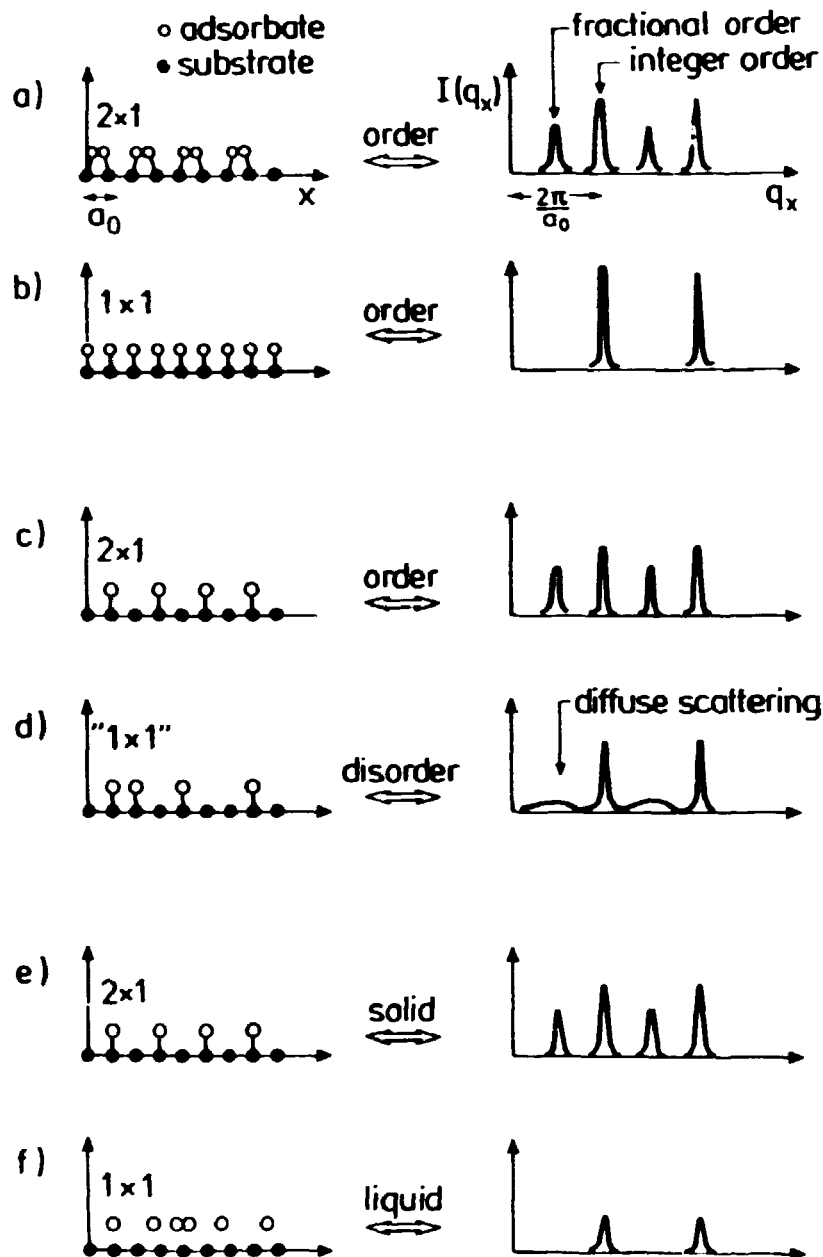 ○ adsorbate
● substrate
fractional order
integer order
a)
2×1
x
a₀
order
I(qₓ)
2π/a₀
qₓ
b)
1×1
order
c)
2×1
order
d)
"1×1"
disorder
diffuse scattering
e)
2×1
solid
f)
1×1
liquid